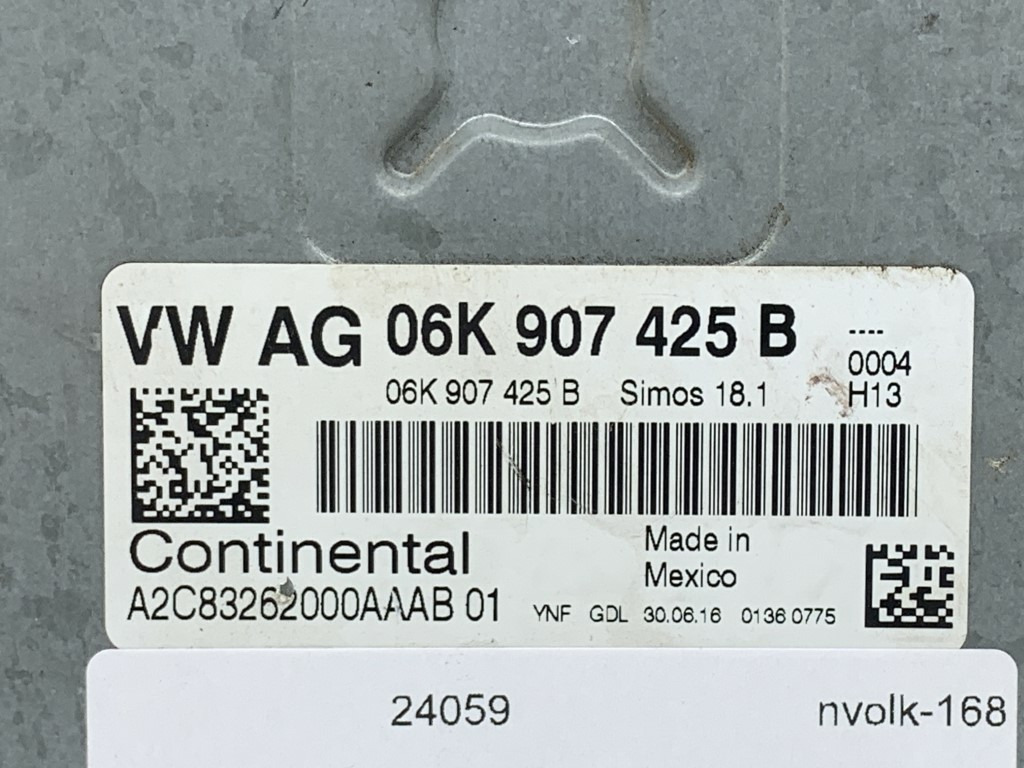 VW AG 06K 907 425 B ----
0004
06K 907 425 B Simos 18.1 H13
Continental
Made in
Mexico
A2C83262000AAAB 01 YNF GDL 30.06.16 0136 0775
24059 nvolk-168